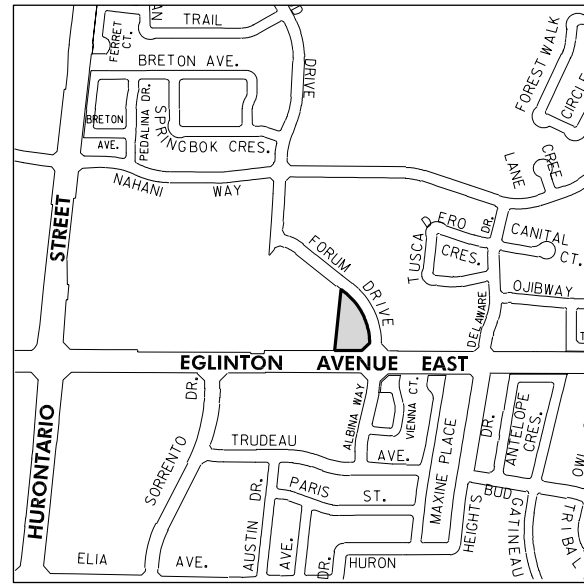 TRAIL
FERRET
CT.
BRETON AVE.
DRIVE
FOREST WALK
BRETON
AVE.
PEDALINA DR.
SPRINGBOK CRES.
NAHANI WAY
LANE
CREE
STREET
FORUM DRIVE
TUSCADERO
CRES.
DR.
CANITAL
CT.
OJIBWAY
DELAWARE
EGLINTON AVENUE EAST
HURONTARIO
SORRENTO
DR.
TRUDEAU
AVE.
ALBINA WAY
VIENNA CT.
MAXINE PLACE
DR.
ANTELOPE
CRES.
PARIS ST.
AUSTIN DR.
AVE.
DR.
HURON
HEIGHTS
BUD
GATINEAU
ELIA AVE.